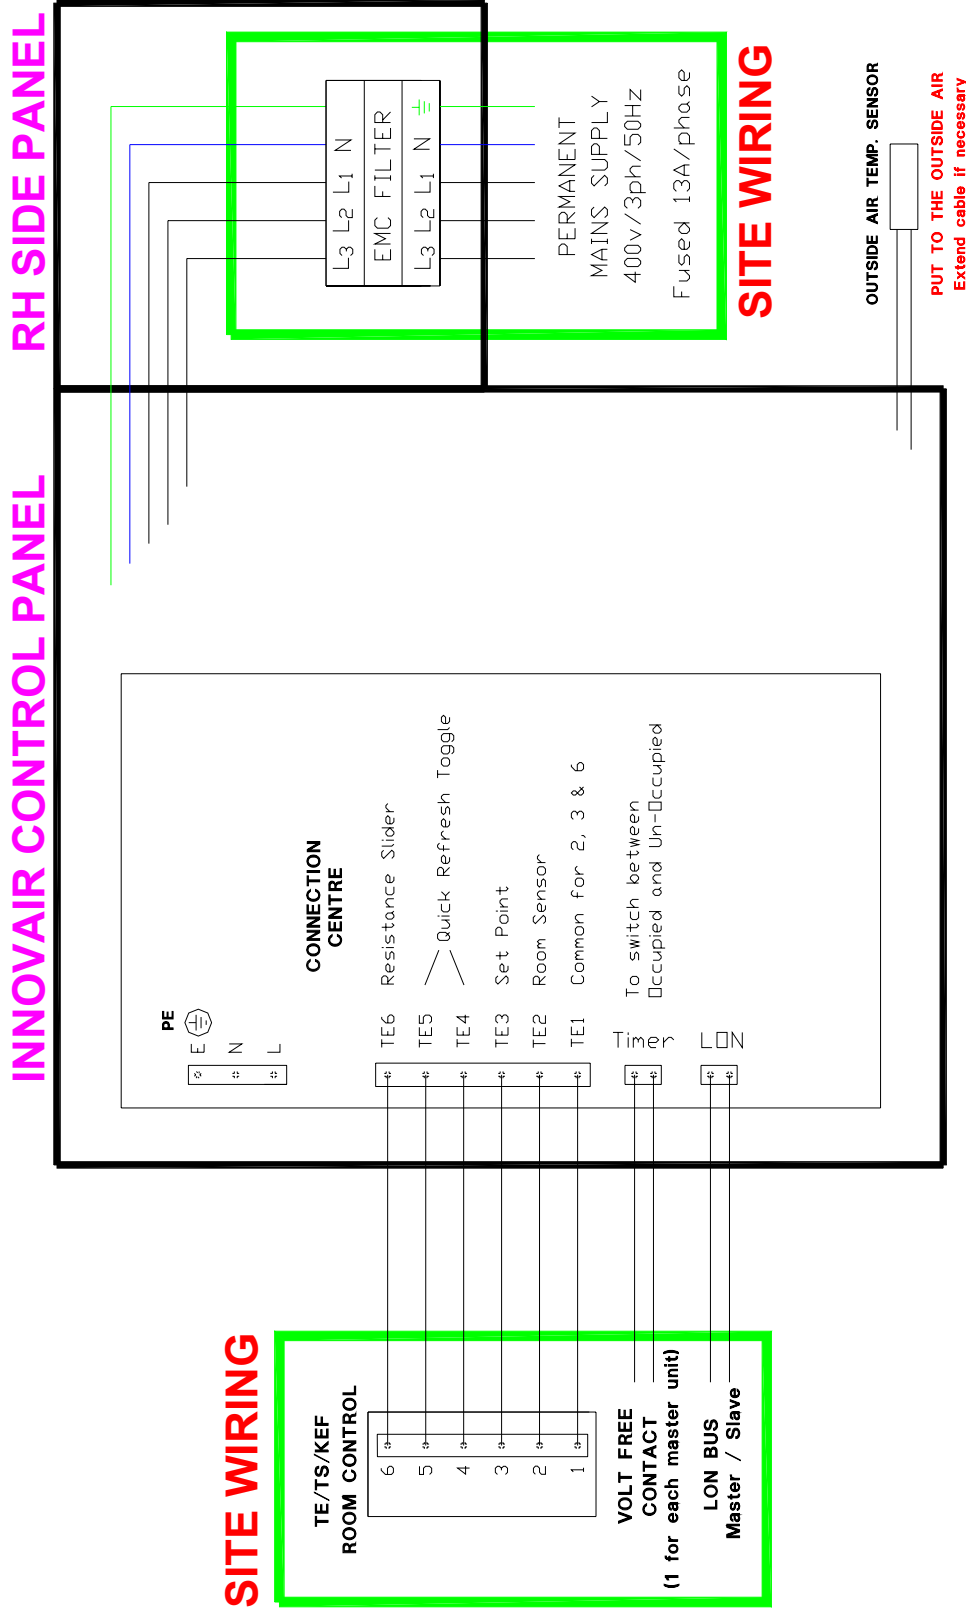 INNOVAIR CONTROL PANEL
RH SIDE PANEL
SITE WIRING
TE/TS/KEF
ROOM CONTROL
6
5
4
3
2
1
VOLT FREE
CONTACT
(1 for each master unit)
LON BUS
Master / Slave
PE
E
N
L
CONNECTION
CENTRE
TE6 Resistance Slider
TE5
Quick Refresh Toggle
TE4
TE3 Set Point
TE2 Room Sensor
TE1 Common for 2, 3 & 6
Timer
To switch between
Occupied and Un-Occupied
LON
L3 L2 L1 N
EMC FILTER
L3 L2 L1 N
PERMANENT
MAINS SUPPLY
400v/3ph/50Hz
Fused 13A/phase
SITE WIRING
OUTSIDE AIR TEMP. SENSOR
PUT TO THE OUTSIDE AIR
Extend cable if necessary